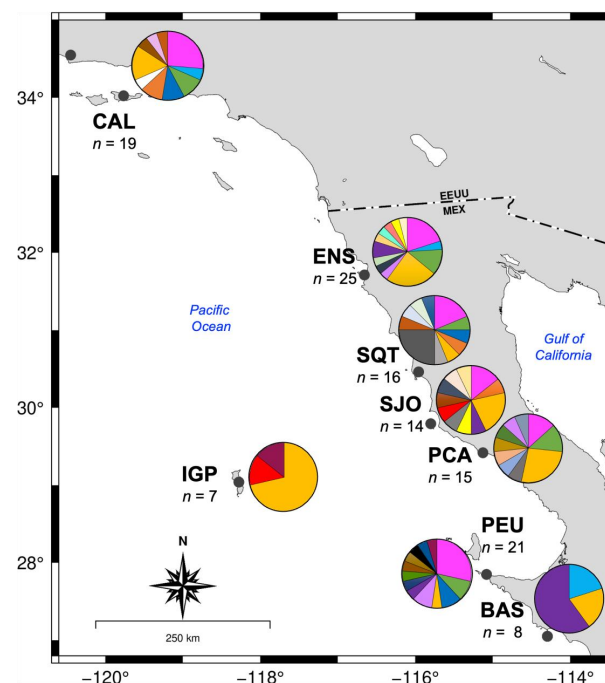 34°
CAL
n = 19
EEUU
MEX
32°
ENS
n = 25
Pacific
Ocean
Gulf of
California
SQT
n = 16
30°
SJO
n = 14
PCA
n = 15
IGP
n = 7
N
PEU
n = 21
28°
BAS
n = 8
250 km
−120°
−118°
−116°
−114°